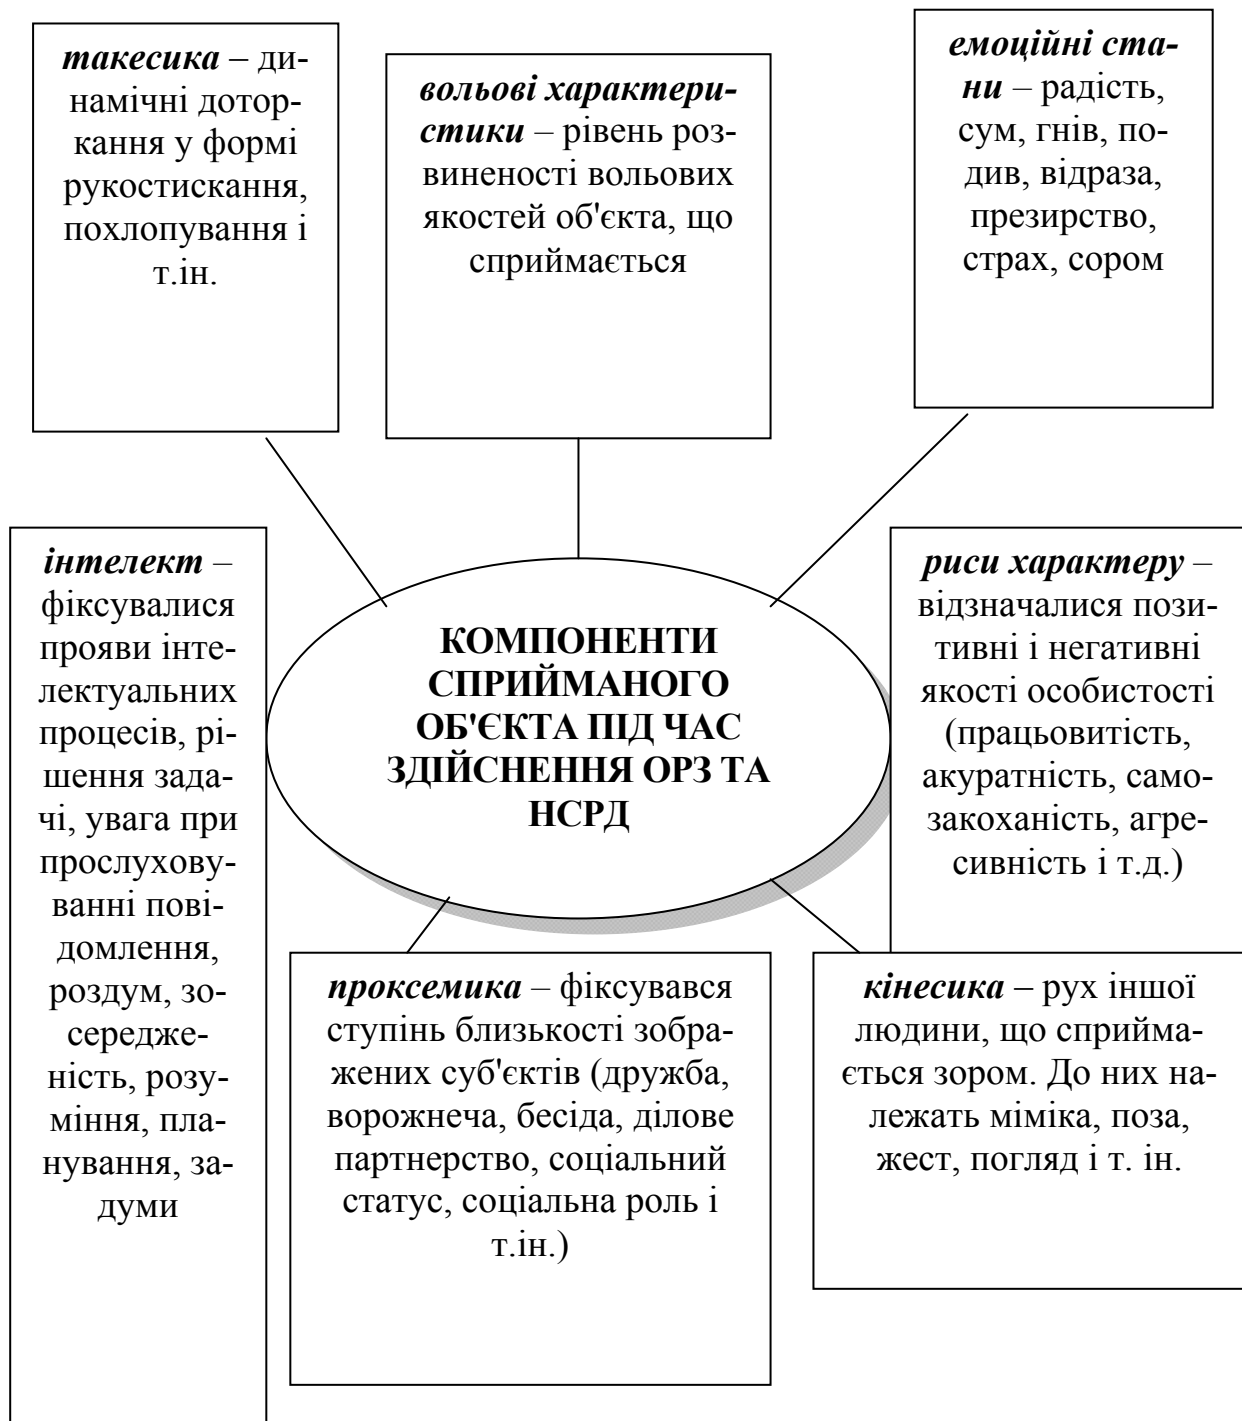 такесика – ди-
намічні дотор-
кання у формі
рукостискання,
похлопування і
т.ін.
вольові характери-
стики – рівень роз-
виненості вольових
якостей об'єкта, що
сприймається
емоційні ста-
ни – радість,
сум, гнів, по-
див, відраза,
презирство,
страх, сором
інтелект –
фіксувалися
прояви інте-
лектуальних
процесів, рі-
шення зада-
чі, увага при
прослухову-
ванні пові-
домлення,
роздум, зо-
середже-
ність, розу-
міння, пла-
нування, за-
думи
КОМПОНЕНТИ
СПРИЙМАНОГО
ОБ'ЄКТА ПІД ЧАС
ЗДІЙСНЕННЯ ОРЗ ТА
НСРД
риси характеру –
відзначалися пози-
тивні і негативні
якості особистості
(працьовитість,
акуратність, само-
закоханість, агре-
сивність і т.д.)
проксемика – фіксувався
ступінь близькості зобра-
жених суб'єктів (дружба,
ворожнеча, бесіда, ділове
партнерство, соціальний
статус, соціальна роль і
т.ін.)
кінесика – рух іншої
людини, що сприйма-
ється зором. До них на-
лежать міміка, поза,
жест, погляд і т. ін.